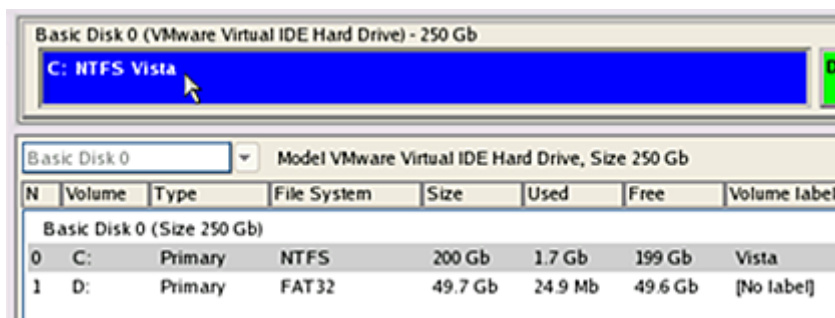 Basic Disk 0 (VMware Virtual IDE Hard Drive) - 250 Gb
C: NTFS Vista
Basic Disk 0 Model VMware Virtual IDE Hard Drive, Size 250 Gb
N Volume Type File System Size Used Free Volume label
Basic Disk 0 (Size 250 Gb)
0 C: Primary NTFS 200 Gb 1.7 Gb 199 Gb Vista
1 D: Primary FAT32 49.7 Gb 24.9 Mb 49.6 Gb [No label]